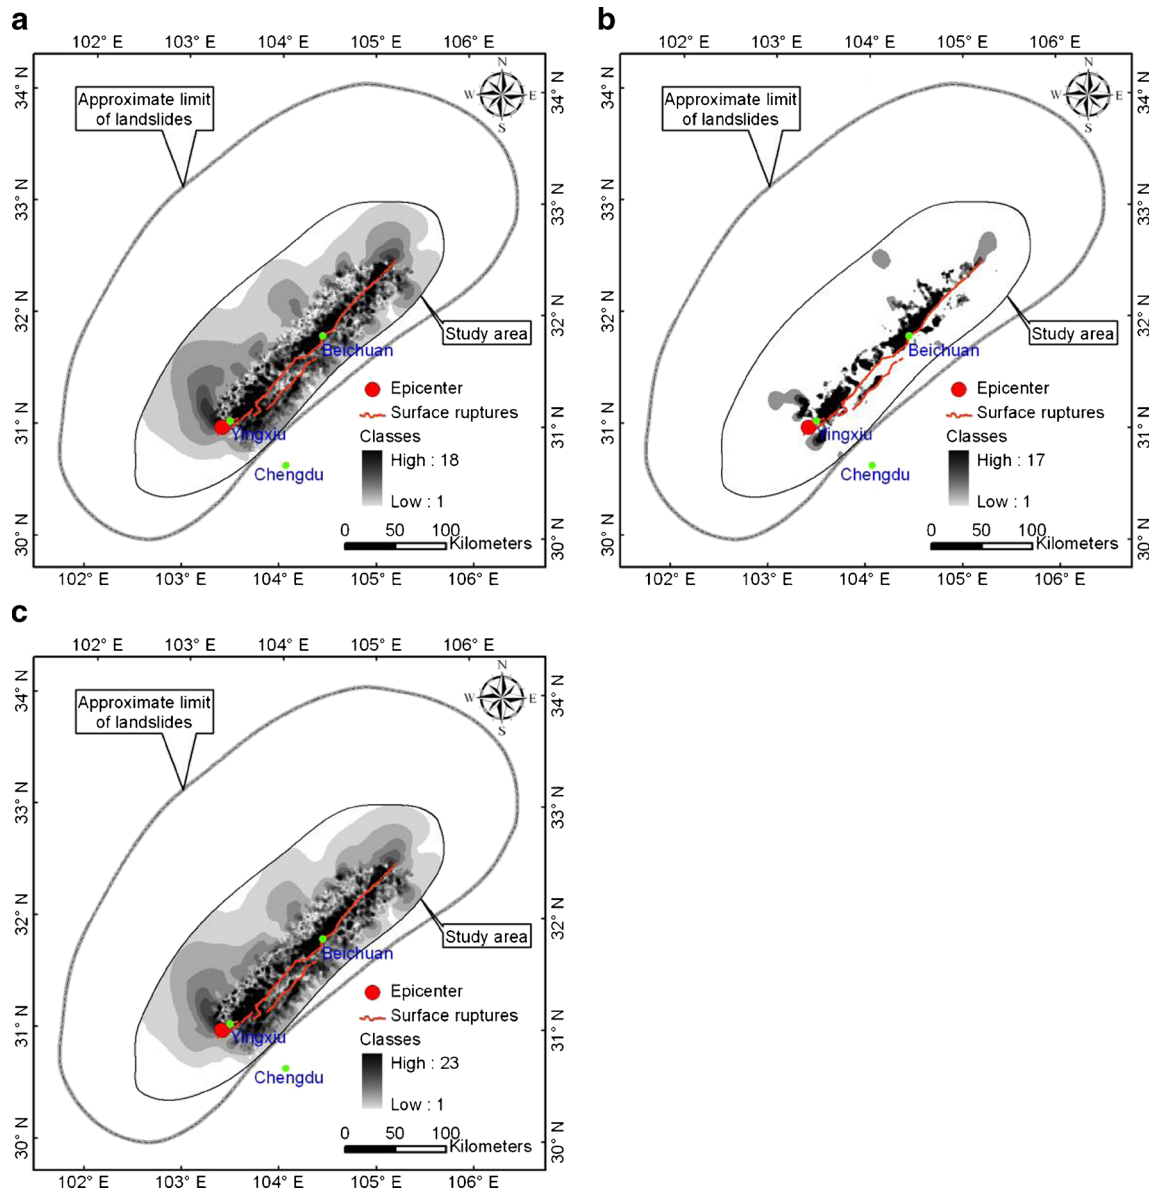 a
102° E 103° E 104° E 105° E 106° E
34° N
33° N
32° N
31° N
30° N
34° N
33° N
32° N
31° N
30° N
N
W E
S
Approximate limit
of landslides
Study area
Beichuan
Yingxiu
Chengdu
Epicenter
Surface ruptures
Classes
High : 18
Low : 1
0 50 100
Kilometers
102° E 103° E 104° E 105° E 106° E
b
102° E 103° E 104° E 105° E 106° E
34° N
33° N
32° N
31° N
30° N
34° N
33° N
32° N
31° N
30° N
N
W E
S
Approximate limit
of landslides
Study area
Beichuan
Yingxiu
Chengdu
Epicenter
Surface ruptures
Classes
High : 17
Low : 1
0 50 100
Kilometers
102° E 103° E 104° E 105° E 106° E
c
102° E 103° E 104° E 105° E 106° E
34° N
33° N
32° N
31° N
30° N
34° N
33° N
32° N
31° N
30° N
N
W E
S
Approximate limit
of landslides
Study area
Beichuan
Yingxiu
Chengdu
Epicenter
Surface ruptures
Classes
High : 23
Low : 1
0 50 100
Kilometers
102° E 103° E 104° E 105° E 106° E